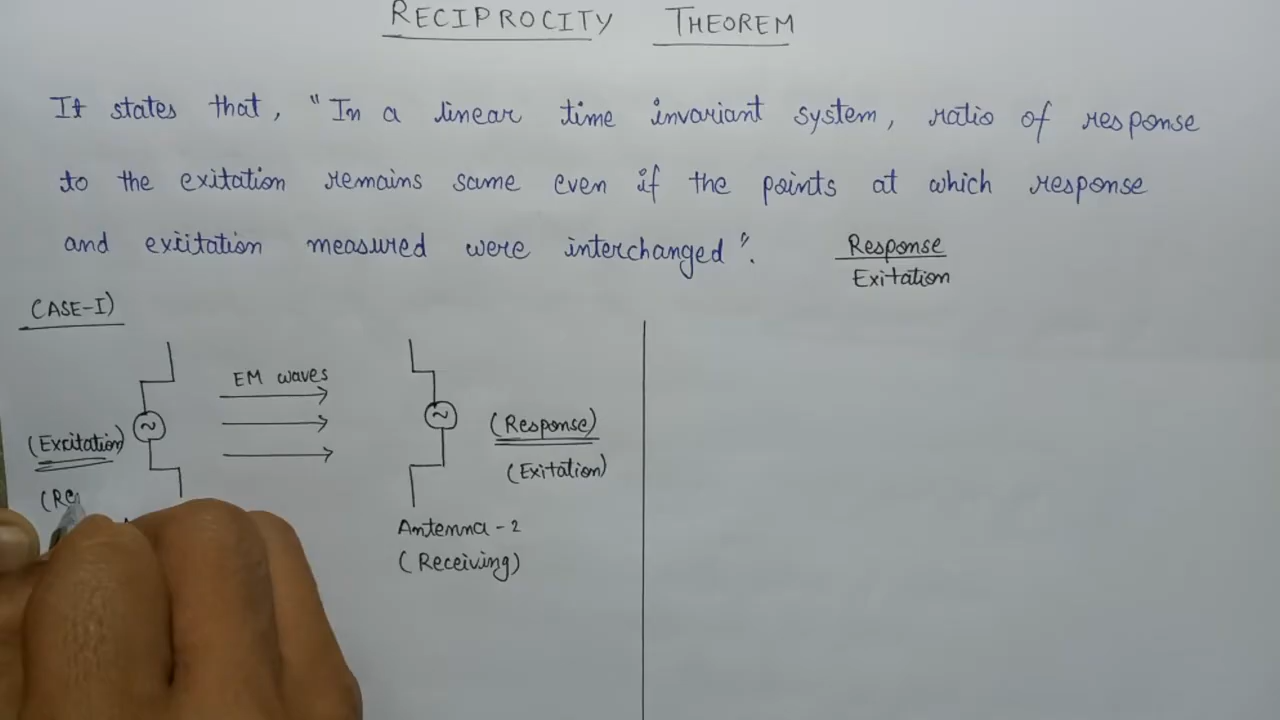 RECIPROCITY THEOREM
It states that, "In a linear time invariant system, ratio of response
to the exitation remains same even if the points at which response
and exiitation measured were interchanged".
Response
Exitation
CASE-I)
EM waves
(Excitation)
(Response)
(Exitation)
(Re
Antenna-2
(Receiving)